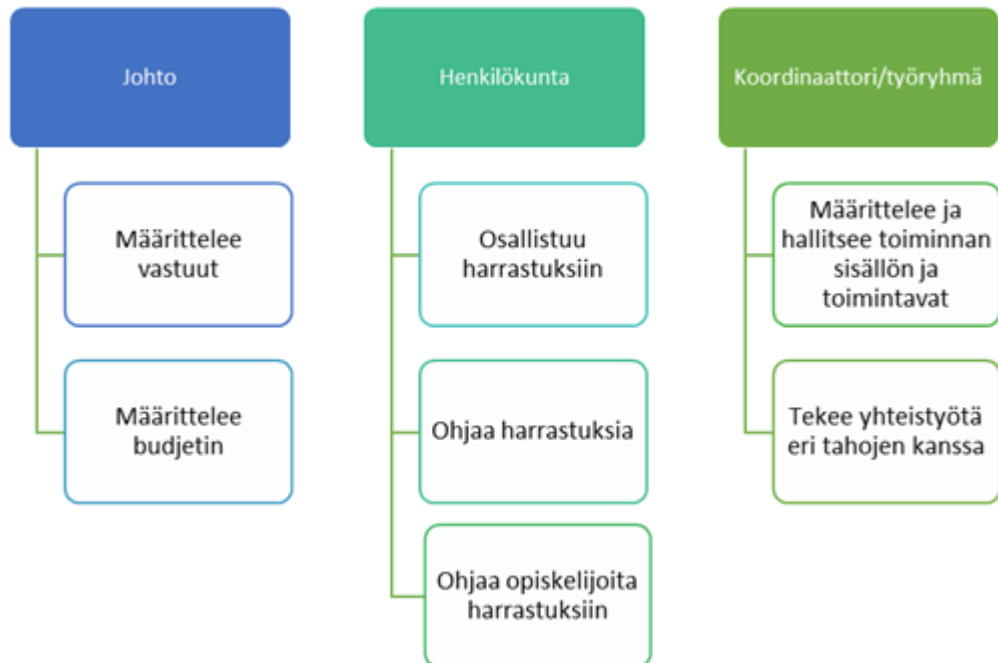 Johto
Määrittelee
vastuut
Määrittelee
budjetin
Henkilökunta
Osallistuu
harrastuksiin
Ohjaa harrastuksia
Ohjaa opiskelijoita
harrastuksiin
Koordinaattori/työryhmä
Määrittelee ja
hallitsee toiminnan
sisällön ja
toimintavat
Tekee yhteistyötä
eri tahojen kanssa